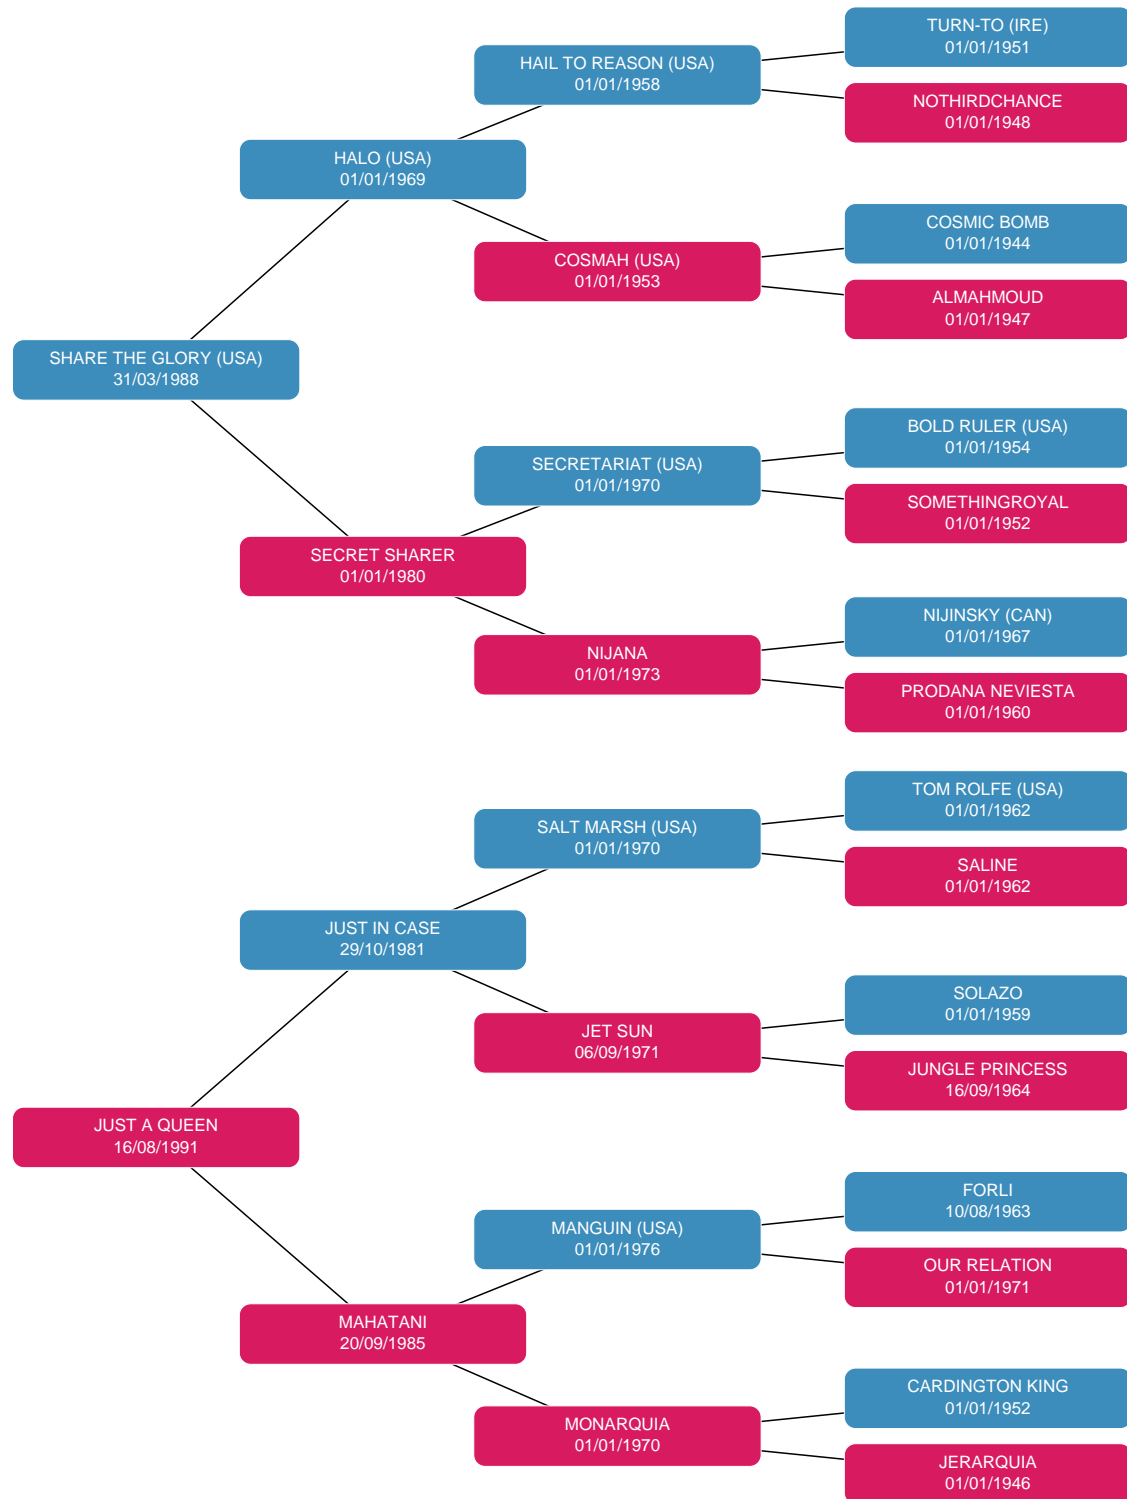 TURN-TO (IRE)
01/01/1951
HAIL TO REASON (USA)
01/01/1958
NOTHIRDCHANCE
01/01/1948
HALO (USA)
01/01/1969
COSMIC BOMB
01/01/1944
COSMAH (USA)
01/01/1953
ALMAHMOUD
01/01/1947
SHARE THE GLORY (USA)
31/03/1988
BOLD RULER (USA)
01/01/1954
SECRETARIAT (USA)
01/01/1970
SOMETHINGROYAL
01/01/1952
SECRET SHARER
01/01/1980
NIJINSKY (CAN)
01/01/1967
NIJANA
01/01/1973
PRODANA NEVIESTA
01/01/1960
TOM ROLFE (USA)
01/01/1962
SALT MARSH (USA)
01/01/1970
SALINE
01/01/1962
JUST IN CASE
29/10/1981
SOLAZO
01/01/1959
JET SUN
06/09/1971
JUNGLE PRINCESS
16/09/1964
JUST A QUEEN
16/08/1991
FORLI
10/08/1963
MANGUIN (USA)
01/01/1976
OUR RELATION
01/01/1971
MAHATANI
20/09/1985
CARDINGTON KING
01/01/1952
MONARQUIA
01/01/1970
JERARQUIA
01/01/1946